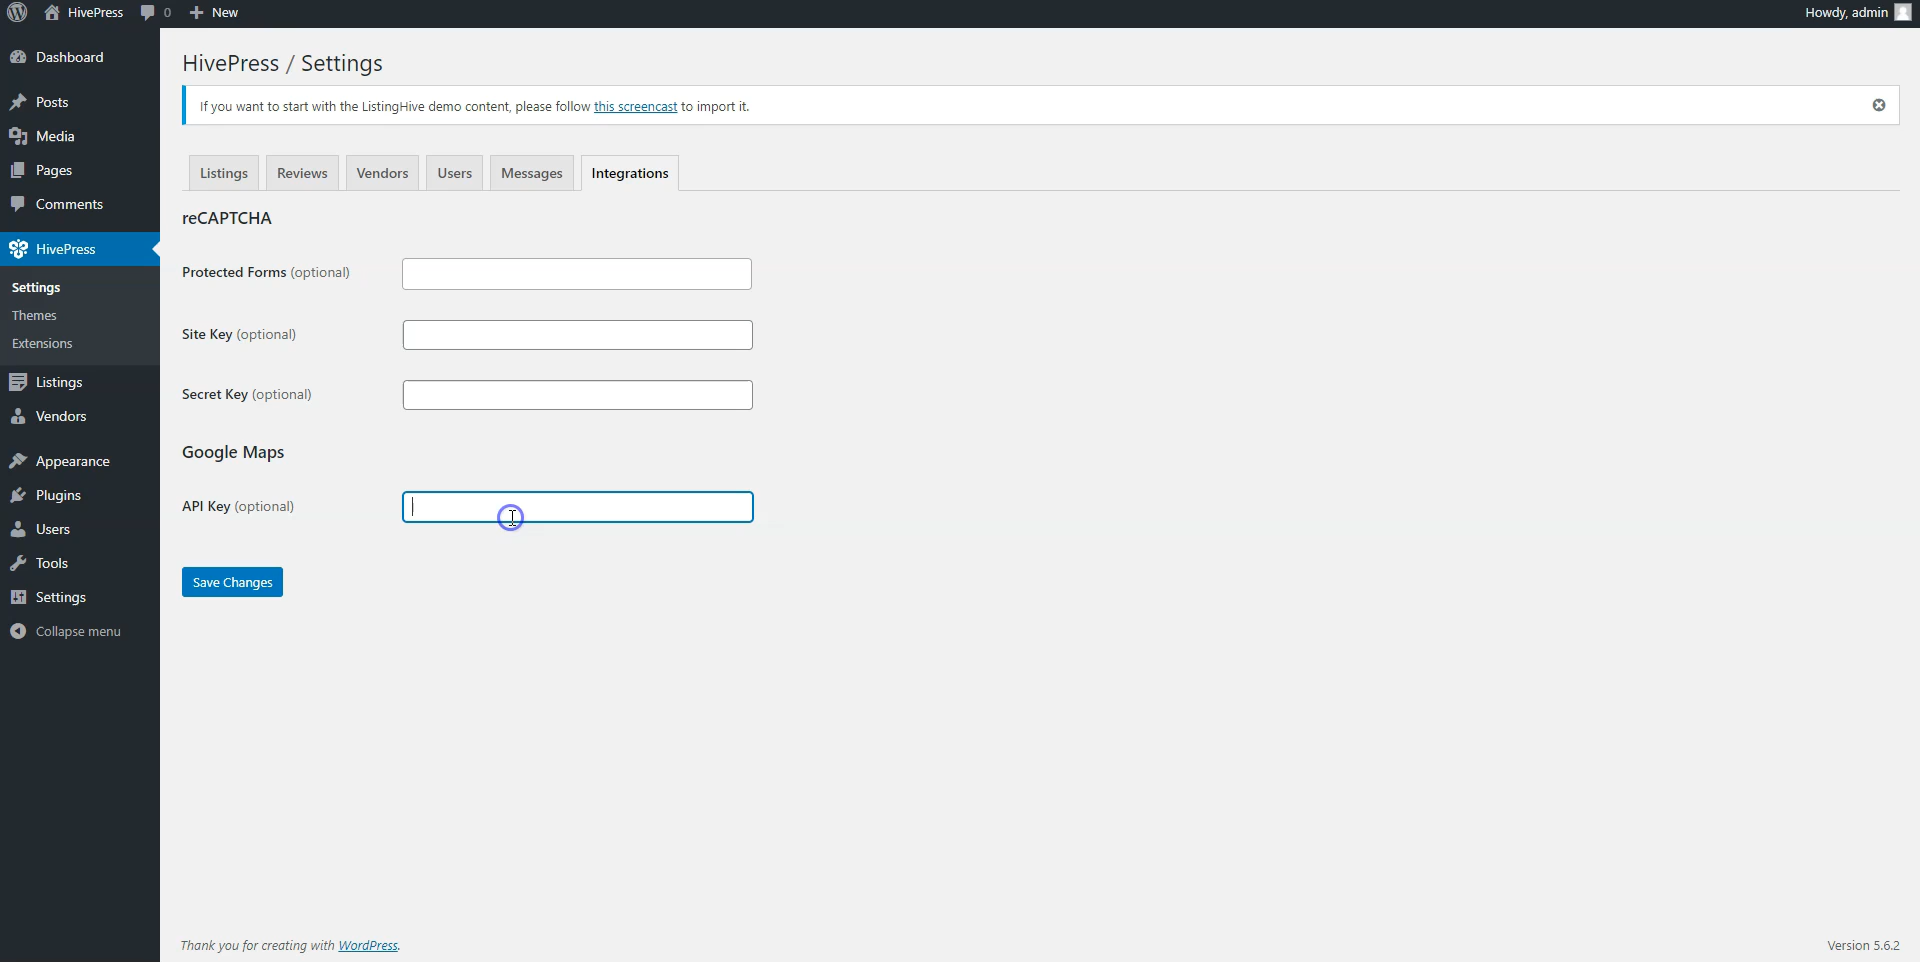 HivePress 0 New Howdy, admin
Dashboard
Posts
Media
Pages
Comments
HivePress
Settings
Themes
Extensions
Listings
Vendors
Appearance
Plugins
Users
Tools
Settings
Collapse menu
HivePress / Settings
If you want to start with the ListingHive demo content, please follow this screencast to import it.
Listings Reviews Vendors Users Messages Integrations
reCAPTCHA
Protected Forms (optional)
Site Key (optional)
Secret Key (optional)
Google Maps
API Key (optional)
Save Changes
Thank you for creating with WordPress. Version 5.6.2